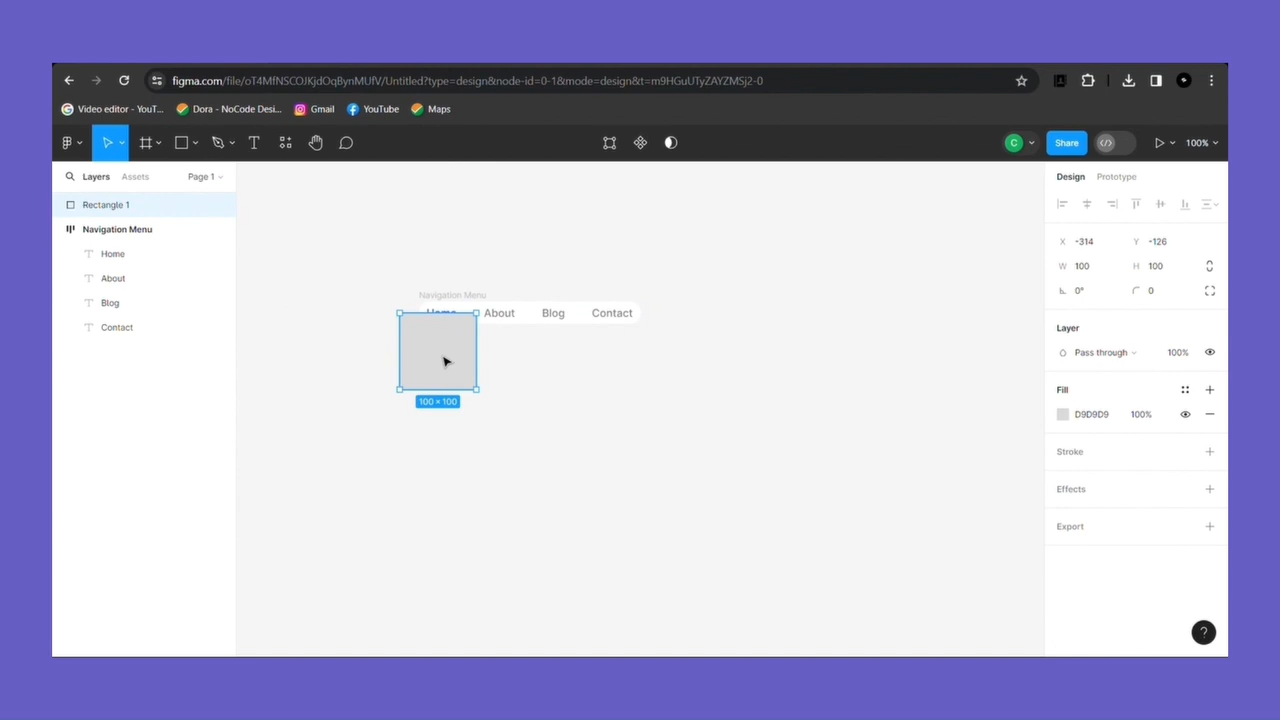 figma.com/file/oT4MfNSCOJKjdOqBynMUfV/Untitled?type=design&node-id=0-1&mode=design&t=m9HGuUTyZAYZMSj2-0
Video editor - YouT... Dora - NoCode Desi... Gmail YouTube Maps
C Share 100%
Layers Assets Page 1
Rectangle 1
Navigation Menu
Home
About
Blog
Contact
Navigation Menu
Home About Blog Contact
100 × 100
Design Prototype
X -314 Y -126
W 100 H 100
0° 0
Layer
Pass through 100%
Fill
D9D9D9 100%
Stroke
Effects
Export
?